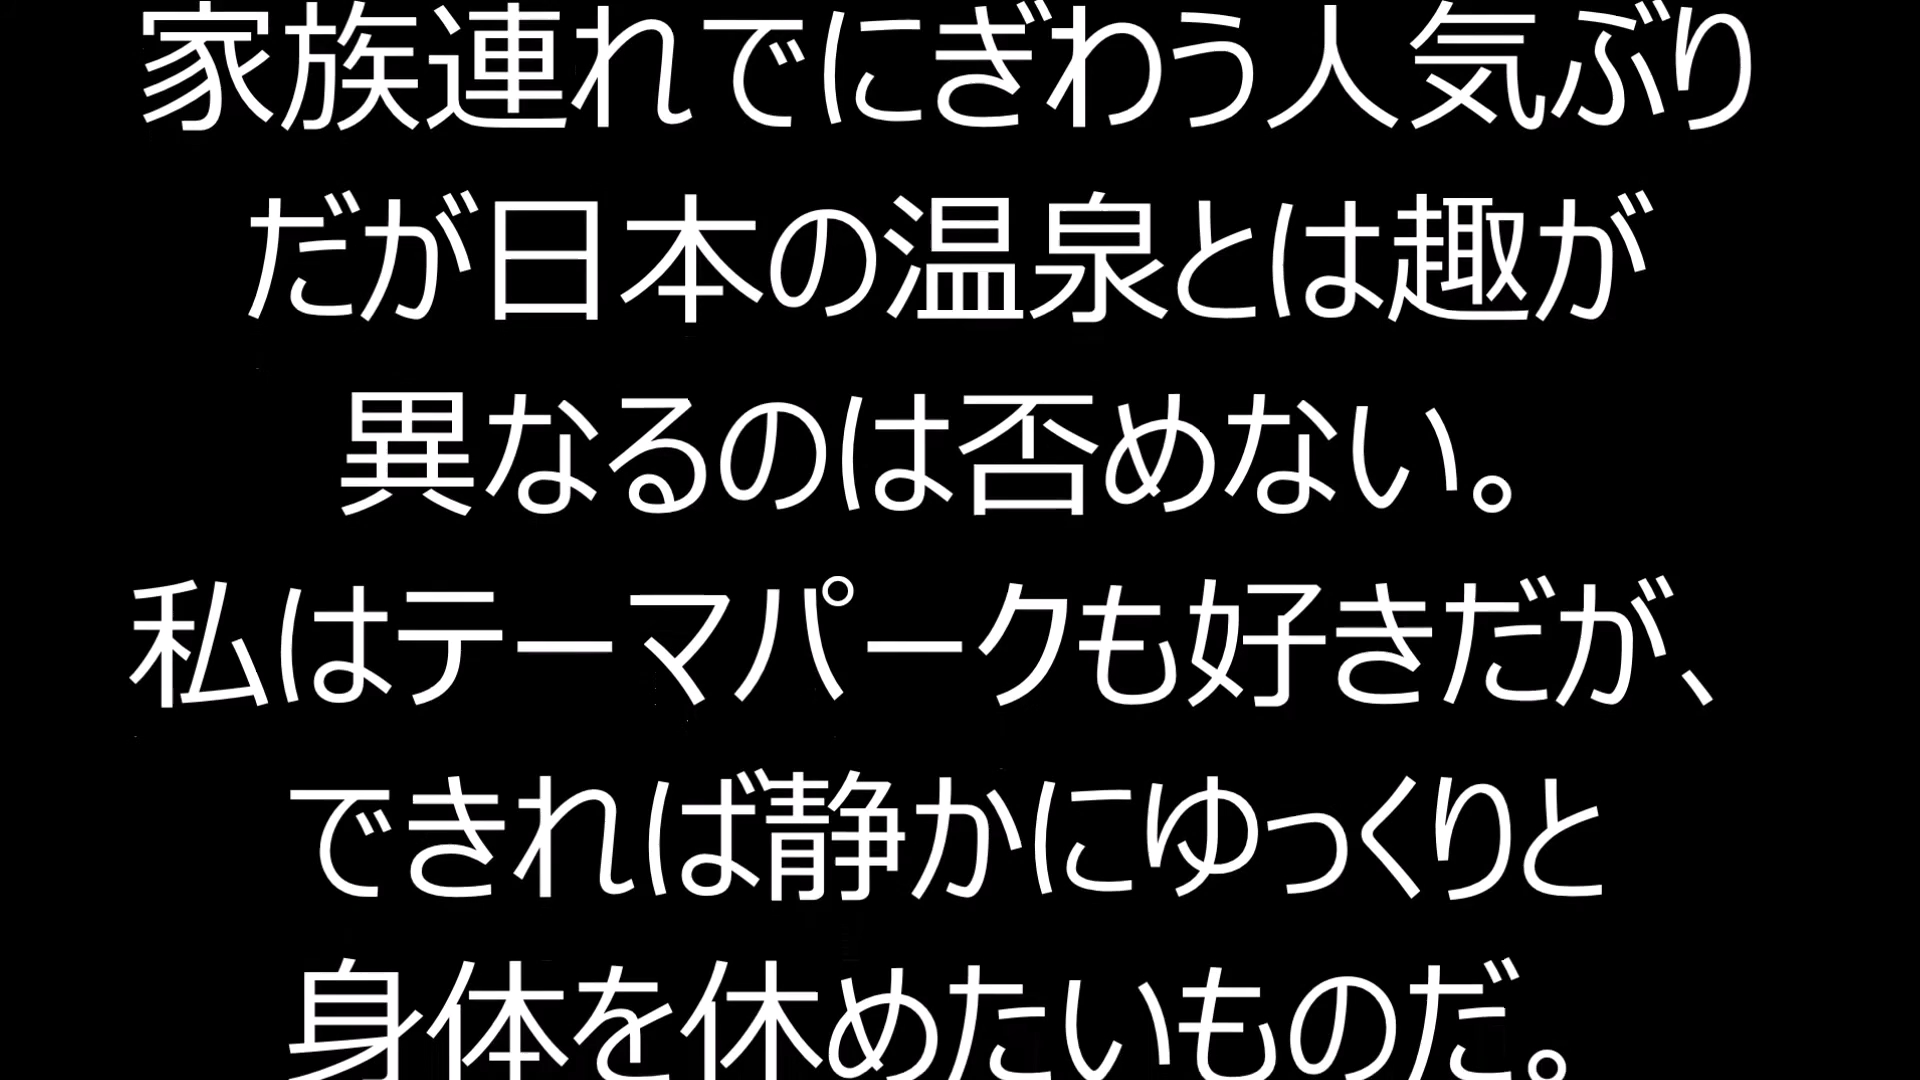 家族連れでにぎわう人気ぶり
だが日本の温泉とは趣が
異なるのは否めない。
私はテーマパークも好きだが、
できれば静かにゆっくりと
身体を休めたいものだ。